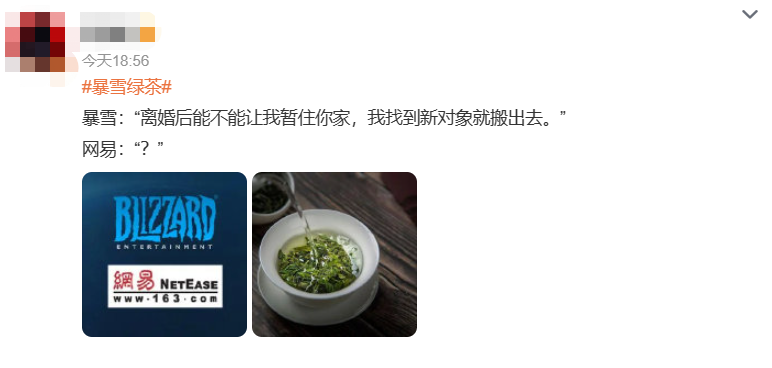 今天18:56
#暴雪绿茶#
暴雪：“离婚后能不能让我暂住你家，我找到新对象就搬出去。”
网易：“？”
BLIZZARD
ENTERTAINMENT
網易 NETEASE
www·163.com